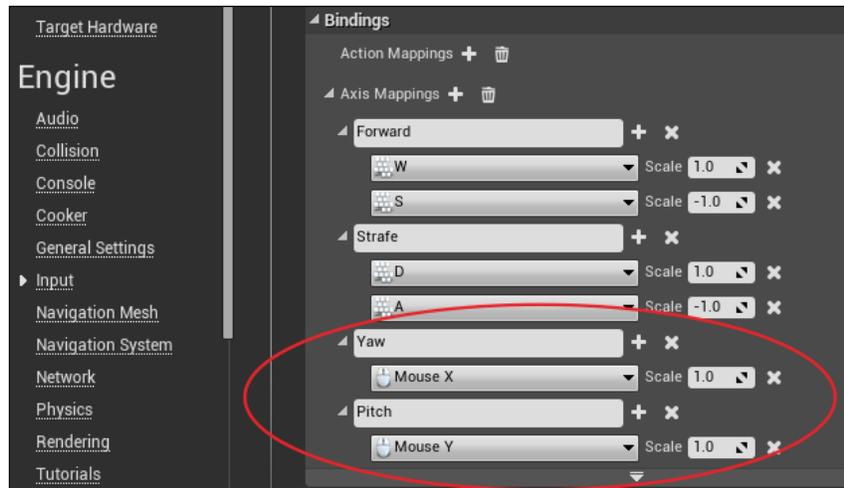 Target Hardware
Engine
Audio
Collision
Console
Cooker
General Settings
Input
Navigation Mesh
Navigation System
Network
Physics
Rendering
Tutorials
Bindings
Action Mappings
Axis Mappings
Forward
W Scale 1.0
S Scale -1.0
Strafe
D Scale 1.0
A Scale -1.0
Yaw
Mouse X Scale 1.0
Pitch
Mouse Y Scale 1.0